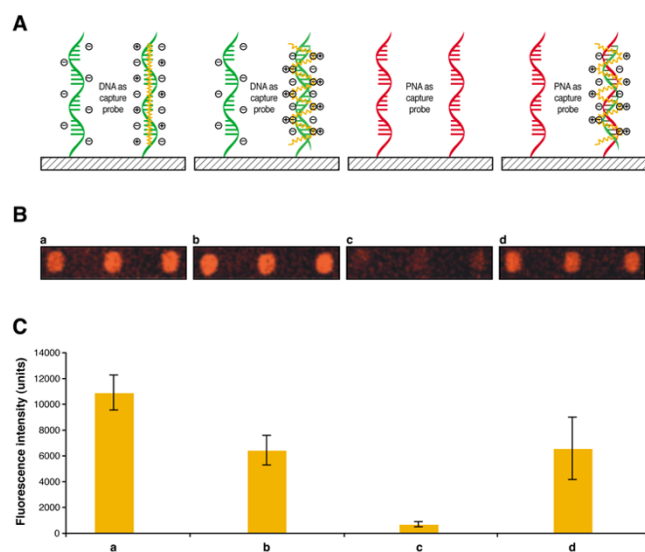 A
DNA as
capture
probe
DNA as
capture
probe
PNA as
capture
probe
PNA as
capture
probe
B
a
b
c
d
C
Fluorescence intensity (units)
14000
12000
10000
8000
6000
4000
2000
0
a
b
c
d